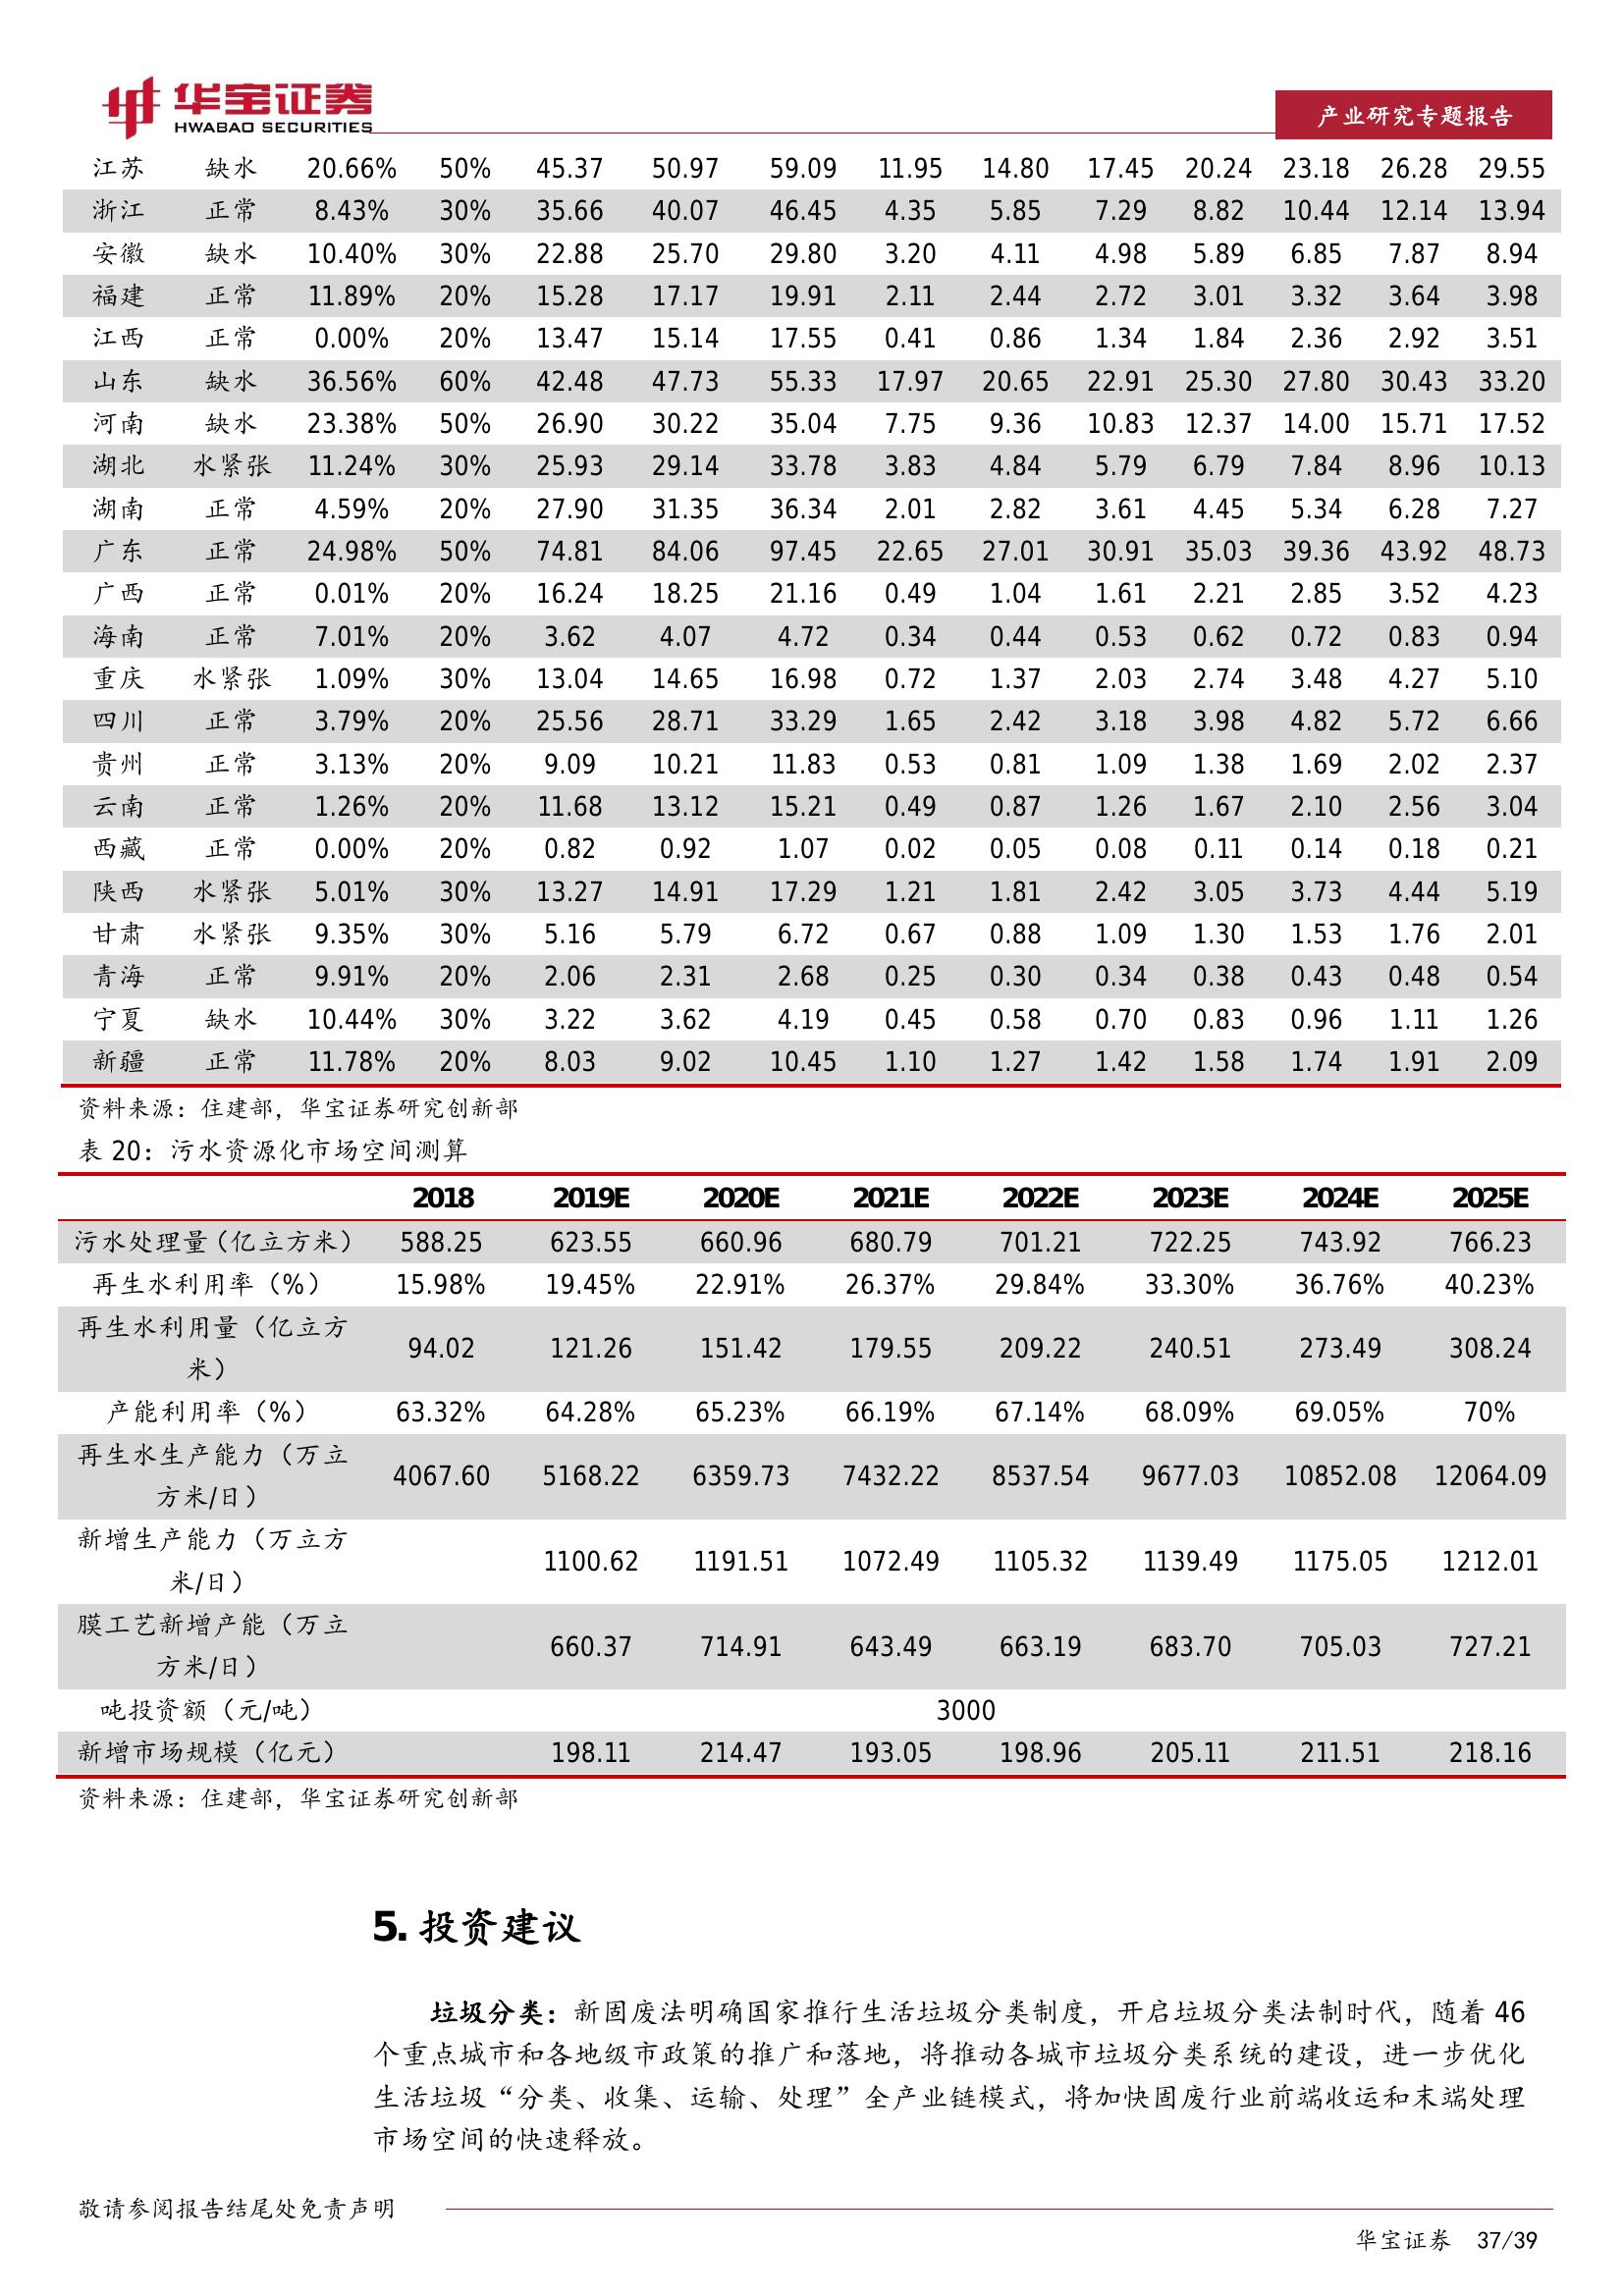 华宝证券
HWABAO SECURITIES
产业研究专题报告
江苏 缺水 20.66% 50% 45.37 50.97 59.09 11.95 14.80 17.45 20.24 23.18 26.28 29.55
浙江 正常 8.43% 30% 35.66 40.07 46.45 4.35 5.85 7.29 8.82 10.44 12.14 13.94
安徽 缺水 10.40% 30% 22.88 25.70 29.80 3.20 4.11 4.98 5.89 6.85 7.87 8.94
福建 正常 11.89% 20% 15.28 17.17 19.91 2.11 2.44 2.72 3.01 3.32 3.64 3.98
江西 正常 0.00% 20% 13.47 15.14 17.55 0.41 0.86 1.34 1.84 2.36 2.92 3.51
山东 缺水 36.56% 60% 42.48 47.73 55.33 17.97 20.65 22.91 25.30 27.80 30.43 33.20
河南 缺水 23.38% 50% 26.90 30.22 35.04 7.75 9.36 10.83 12.37 14.00 15.71 17.52
湖北 水紧张 11.24% 30% 25.93 29.14 33.78 3.83 4.84 5.79 6.79 7.84 8.96 10.13
湖南 正常 4.59% 20% 27.90 31.35 36.34 2.01 2.82 3.61 4.45 5.34 6.28 7.27
广东 正常 24.98% 50% 74.81 84.06 97.45 22.65 27.01 30.91 35.03 39.36 43.92 48.73
广西 正常 0.01% 20% 16.24 18.25 21.16 0.49 1.04 1.61 2.21 2.85 3.52 4.23
海南 正常 7.01% 20% 3.62 4.07 4.72 0.34 0.44 0.53 0.62 0.72 0.83 0.94
重庆 水紧张 1.09% 30% 13.04 14.65 16.98 0.72 1.37 2.03 2.74 3.48 4.27 5.10
四川 正常 3.79% 20% 25.56 28.71 33.29 1.65 2.42 3.18 3.98 4.82 5.72 6.66
贵州 正常 3.13% 20% 9.09 10.21 11.83 0.53 0.81 1.09 1.38 1.69 2.02 2.37
云南 正常 1.26% 20% 11.68 13.12 15.21 0.49 0.87 1.26 1.67 2.10 2.56 3.04
西藏 正常 0.00% 20% 0.82 0.92 1.07 0.02 0.05 0.08 0.11 0.14 0.18 0.21
陕西 水紧张 5.01% 30% 13.27 14.91 17.29 1.21 1.81 2.42 3.05 3.73 4.44 5.19
甘肃 水紧张 9.35% 30% 5.16 5.79 6.72 0.67 0.88 1.09 1.30 1.53 1.76 2.01
青海 正常 9.91% 20% 2.06 2.31 2.68 0.25 0.30 0.34 0.38 0.43 0.48 0.54
宁夏 缺水 10.44% 30% 3.22 3.62 4.19 0.45 0.58 0.70 0.83 0.96 1.11 1.26
新疆 正常 11.78% 20% 8.03 9.02 10.45 1.10 1.27 1.42 1.58 1.74 1.91 2.09
资料来源：住建部，华宝证券研究创新部
表 20：污水资源化市场空间测算
2018 2019E 2020E 2021E 2022E 2023E 2024E 2025E
污水处理量（亿立方米） 588.25 623.55 660.96 680.79 701.21 722.25 743.92 766.23
再生水利用率（%） 15.98% 19.45% 22.91% 26.37% 29.84% 33.30% 36.76% 40.23%
再生水利用量（亿立方
米） 94.02 121.26 151.42 179.55 209.22 240.51 273.49 308.24
产能利用率（%） 63.32% 64.28% 65.23% 66.19% 67.14% 68.09% 69.05% 70%
再生水生产能力（万立
方米/日） 4067.60 5168.22 6359.73 7432.22 8537.54 9677.03 10852.08 12064.09
新增生产能力（万立方
米/日） 1100.62 1191.51 1072.49 1105.32 1139.49 1175.05 1212.01
膜工艺新增产能（万立
方米/日） 660.37 714.91 643.49 663.19 683.70 705.03 727.21
吨投资额（元/吨） 3000
新增市场规模（亿元） 198.11 214.47 193.05 198.96 205.11 211.51 218.16
资料来源：住建部，华宝证券研究创新部
5. 投资建议
垃圾分类：新固废法明确国家推行生活垃圾分类制度，开启垃圾分类法制时代，随着 46
个重点城市和各地级市政策的推广和落地，将推动各城市垃圾分类系统的建设，进一步优化
生活垃圾“分类、收集、运输、处理”全产业链模式，将加快固废行业前端收运和末端处理
市场空间的快速释放。
敬请参阅报告结尾处免责声明
华宝证券 37/39